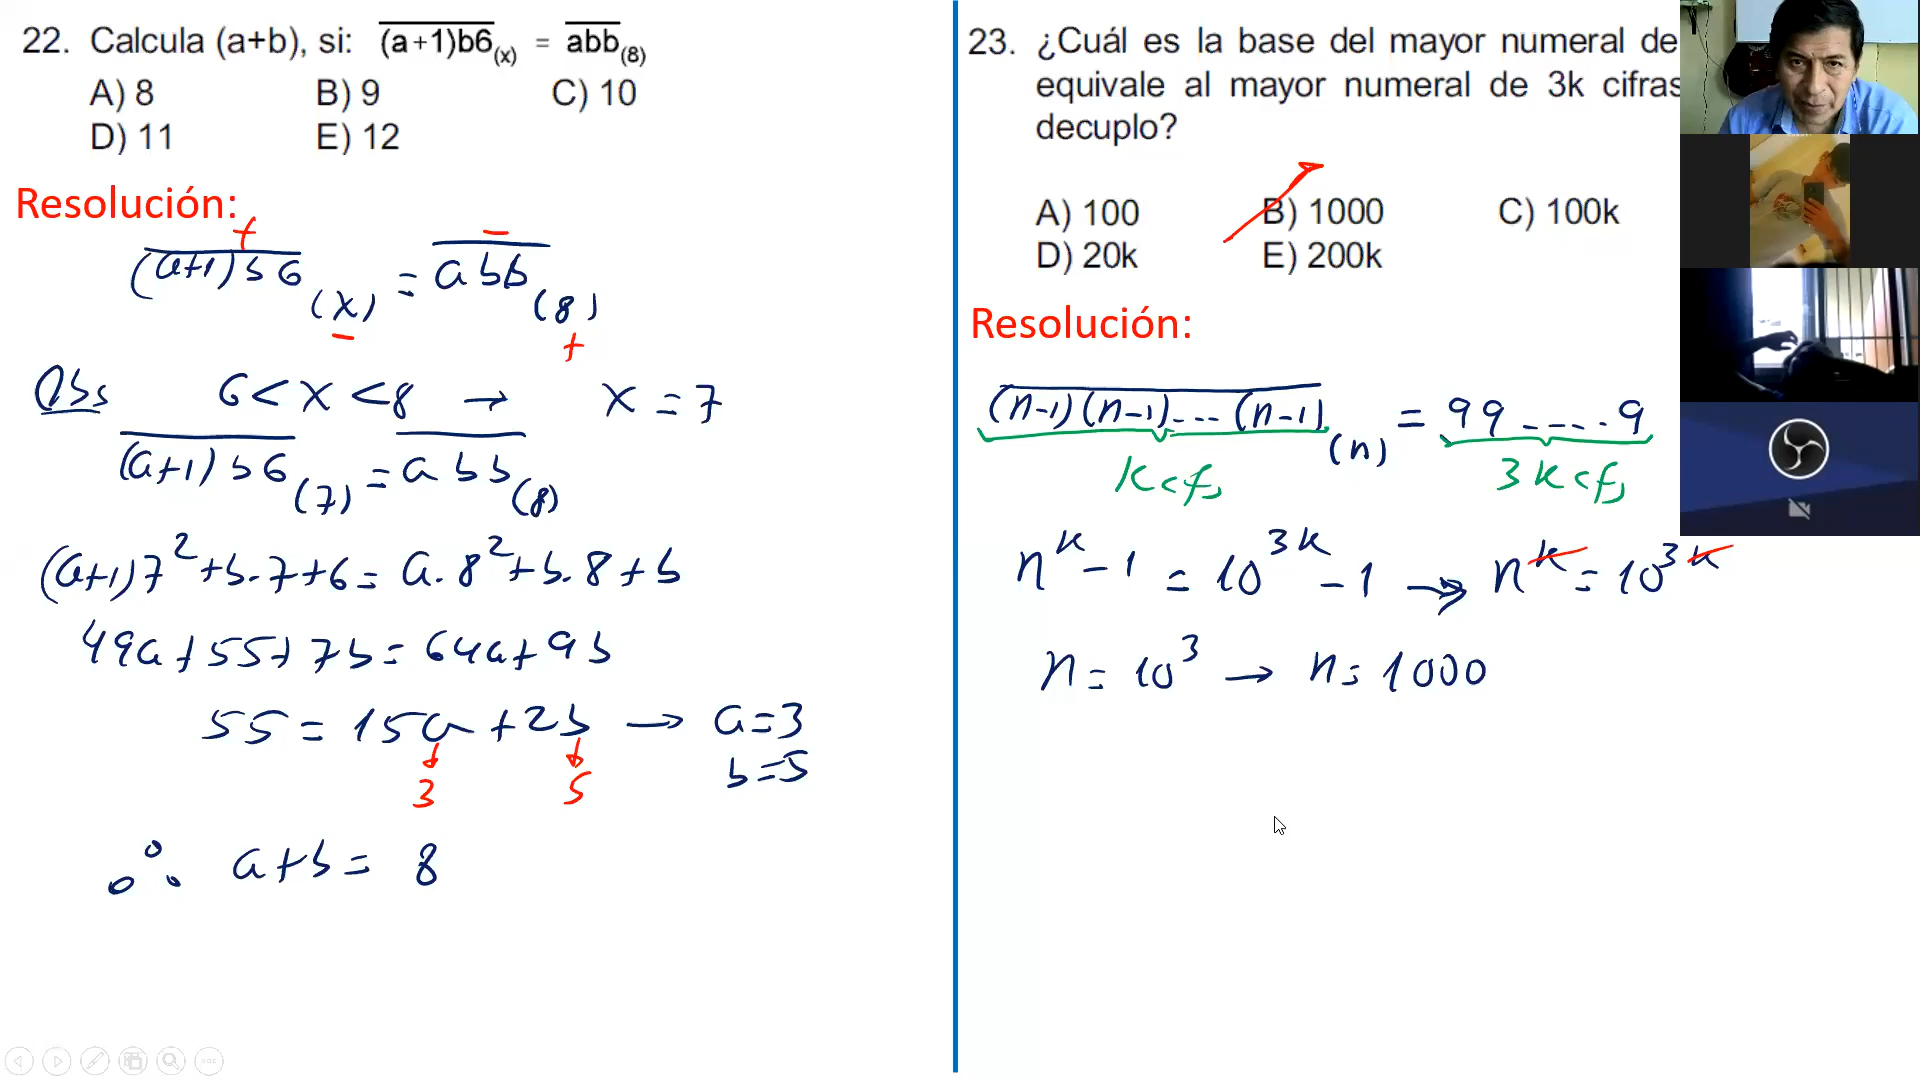 22. Calcula (a+b), si: (a+1)b6(x) = abb(8)
A) 8 B) 9 C) 10
D) 11 E) 12
Resolución:
+ −
(a+1)b6(x) = abb(8)
− +
Obs 6 < x < 8 → x = 7
(a+1)b6(7) = abb(8)
(a+1)7²+b.7+6 = a.8²+b.8+b
49a+55+7b = 64a+9b
55 = 15a+2b → a=3
b=5
3 5
∴ a+b = 8
23. ¿Cuál es la base del mayor numeral de
equivale al mayor numeral de 3k cifras
decuplo?
A) 100 B) 1000 C) 100k
D) 20k E) 200k
Resolución:
(n-1)(n-1)....(n-1)(n) = 99.....9
k cfs 3k cfs
n^k - 1 = 10^3k - 1 → n^k = 10^3k
n = 10³ → n = 1000